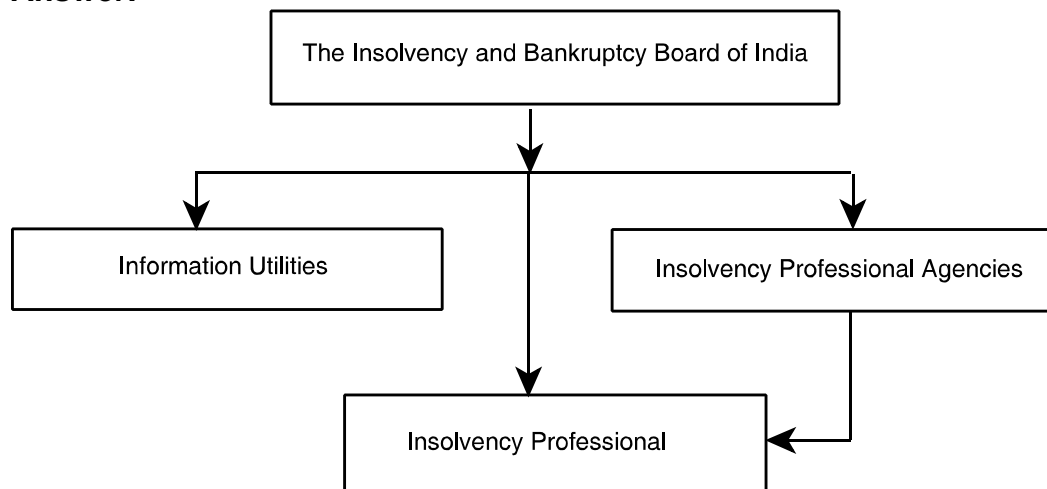 The Insolvency and Bankruptcy Board of India
Information Utilities
Insolvency Professional Agencies
Insolvency Professional